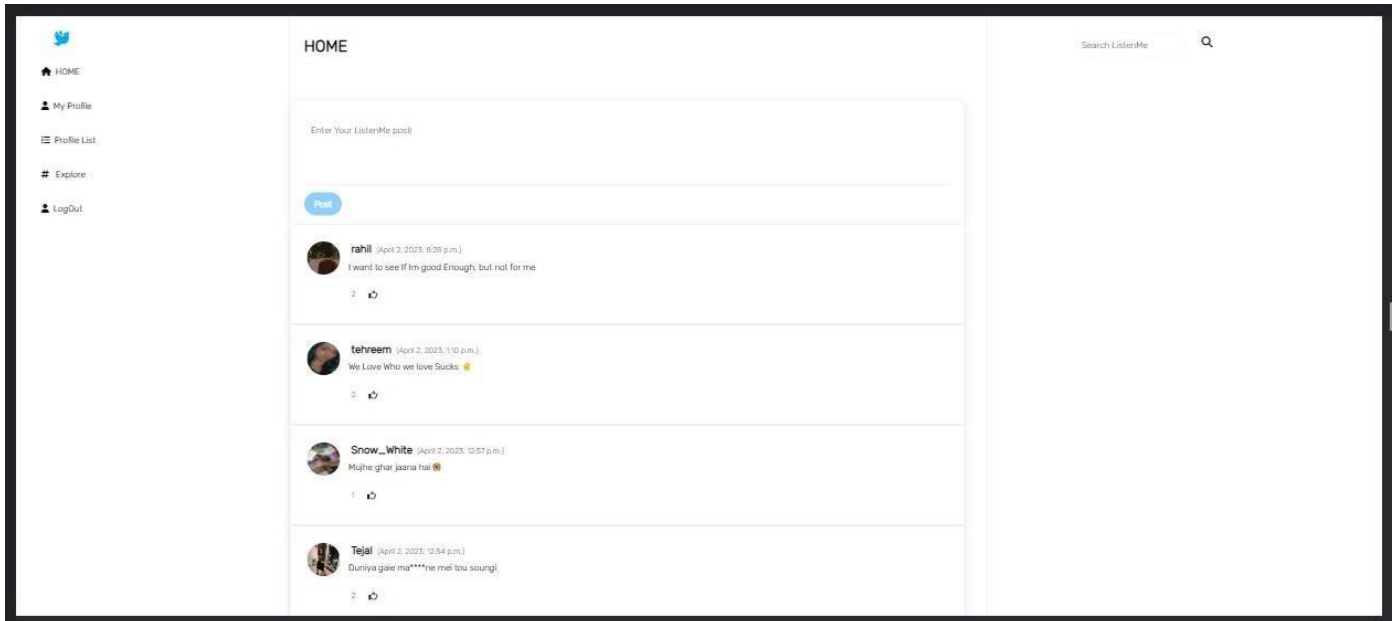 HOME
My Profile
Profile List
# Explore
LogOut
HOME
Enter Your ListenMe post!
Post
rahil (April 2, 2023, 6:28 p.m.)
I want to see If Im good Enough, but not for me
2
tehreem (April 2, 2023, 1:10 p.m.)
We Love Who we love Sucks ✌
2
Snow_White (April 2, 2023, 12:57 p.m.)
Mujhe ghar jaana hai
1
Tejal (April 2, 2023, 12:54 p.m.)
Duniya gaie ma****ne mei tou soungi
2
Search ListenMe